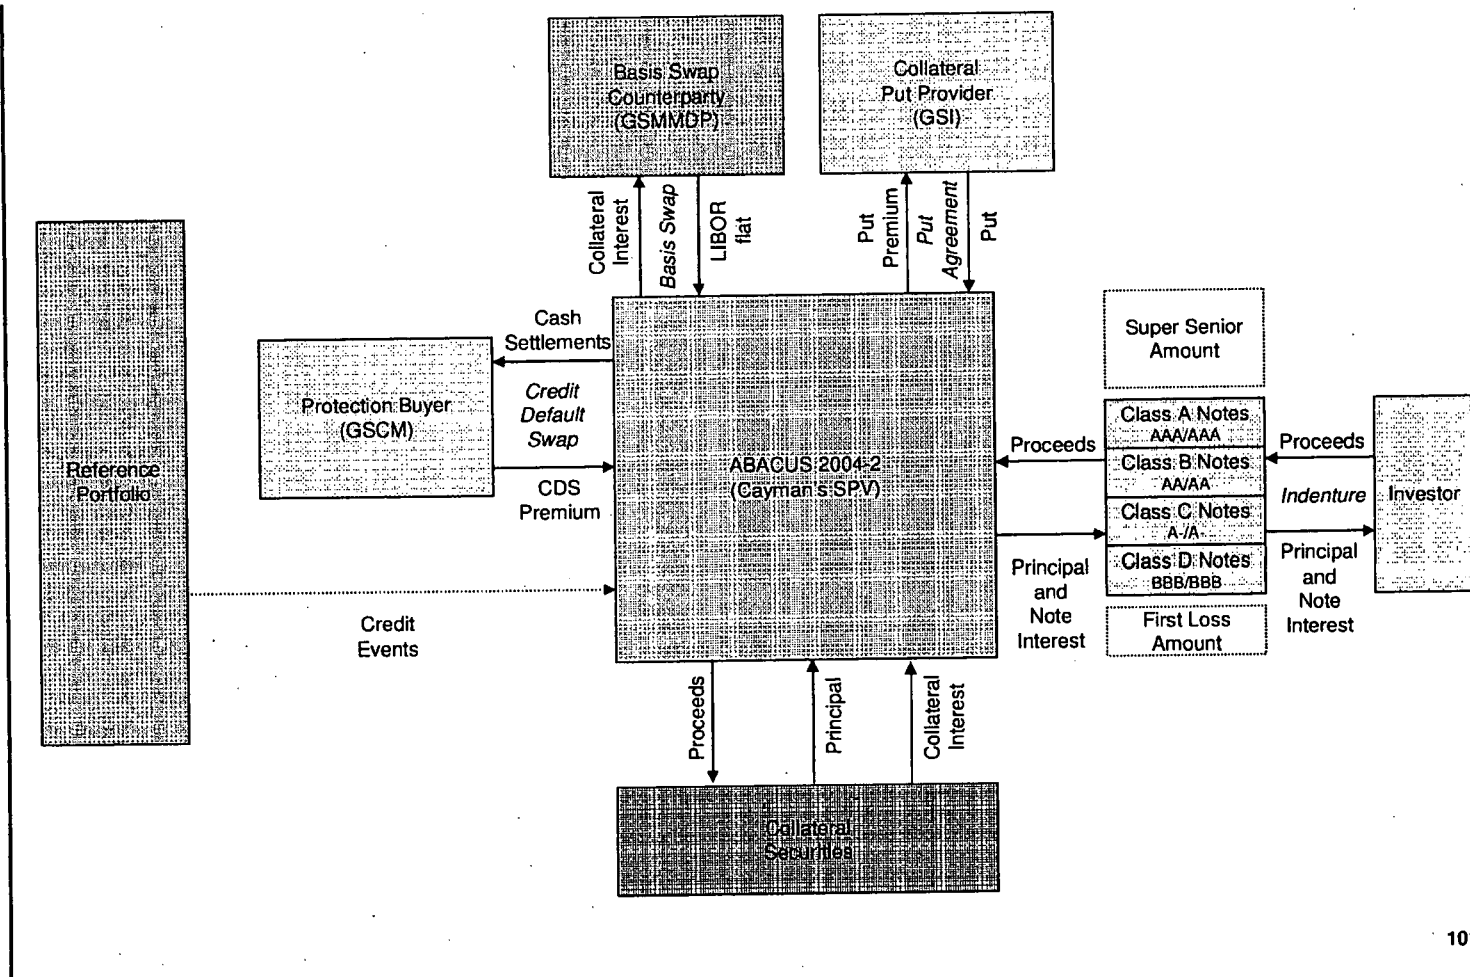 Basis Swap
Counterparty
(GSMMDP)
Collateral
Put Provider
(GSI)
Collateral
Interest
Basis Swap
LIBOR
flat
Put
Premium
Put
Agreement
Put
Reference
Portfolio
Protection Buyer
(GSCM)
Cash
Settlements
Credit
Default
Swap
CDS
Premium
Credit
Events
ABACUS 2004-2
(Cayman's SPV)
Super Senior
Amount
Class A Notes
AAA/AAA
Class B Notes
AA/AA
Class C Notes
A-/A-
Class D Notes
BBB/BBB
First Loss
Amount
Proceeds
Principal
and
Note
Interest
Proceeds
Indenture
Principal
and
Note
Interest
Investor
Proceeds
Principal
Collateral
Interest
Collateral
Securities
10